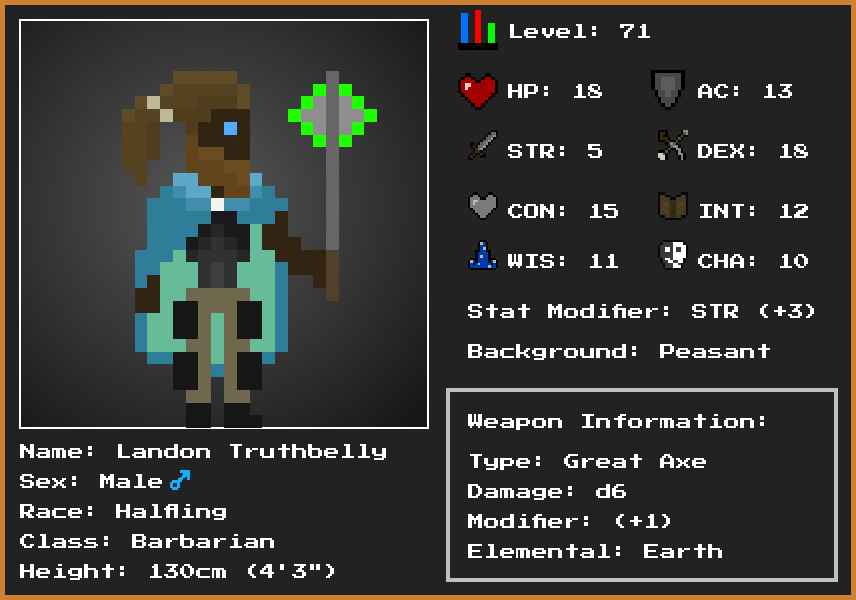 Level: 71
HP: 18
AC: 13
STR: 5
DEX: 18
CON: 15
INT: 12
WIS: 11
CHA: 10
Stat Modifier: STR (+3)
Background: Peasant
Weapon Information:
Type: Great Axe
Damage: d6
Modifier: (+1)
Elemental: Earth
Name: Landon Truthbelly
Sex: Male ♂
Race: Halfling
Class: Barbarian
Height: 130cm (4'3")